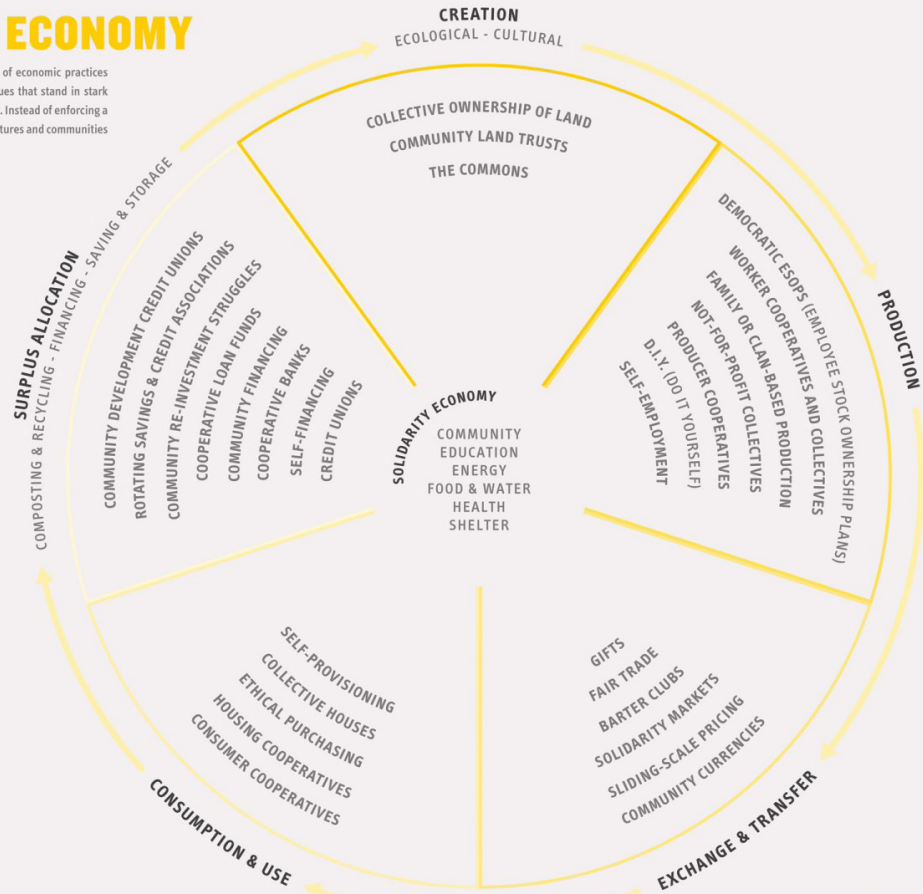 ECONOMY
of economic practices
ues that stand in stark
. Instead of enforcing a
tures and communities
CREATION
ECOLOGICAL - CULTURAL
COLLECTIVE OWNERSHIP OF LAND
COMMUNITY LAND TRUSTS
THE COMMONS
PRODUCTION
DEMOCRATIC ESOPS (EMPLOYEE STOCK OWNERSHIP PLANS)
WORKER COOPERATIVES AND COLLECTIVES
FAMILY OR CLAN-BASED PRODUCTION
NOT-FOR-PROFIT COLLECTIVES
PRODUCER COOPERATIVES
D.I.Y. (DO IT YOURSELF)
SELF-EMPLOYMENT
EXCHANGE & TRANSFER
GIFTS
FAIR TRADE
BARTER CLUBS
SOLIDARITY MARKETS
SLIDING-SCALE PRICING
COMMUNITY CURRENCIES
CONSUMPTION & USE
SELF-PROVISIONING
COLLECTIVE HOUSES
ETHICAL PURCHASING
HOUSING COOPERATIVES
CONSUMER COOPERATIVES
SURPLUS ALLOCATION
COMPOSTING & RECYCLING - FINANCING - SAVING & STORAGE
COMMUNITY DEVELOPMENT CREDIT UNIONS
ROTATING SAVINGS & CREDIT ASSOCIATIONS
COMMUNITY RE-INVESTMENT STRUGGLES
COOPERATIVE LOAN FUNDS
COMMUNITY FINANCING
COOPERATIVE BANKS
SELF-FINANCING
CREDIT UNIONS
SOLIDARITY ECONOMY
COMMUNITY
EDUCATION
ENERGY
FOOD & WATER
HEALTH
SHELTER